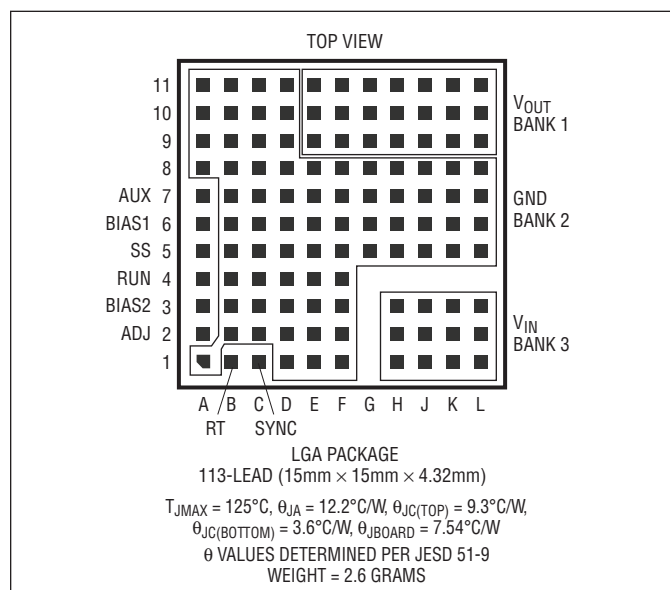 TOP VIEW
11
10
9
8
AUX 7
BIAS1 6
SS 5
RUN 4
BIAS2 3
ADJ 2
1
VOUT
BANK 1
GND
BANK 2
VIN
BANK 3
A B C D E F G H J K L
RT SYNC
LGA PACKAGE
113-LEAD (15mm × 15mm × 4.32mm)
TJMAX = 125°C, θJA = 12.2°C/W, θJC(TOP) = 9.3°C/W,
θJC(BOTTOM) = 3.6°C/W, θJBOARD = 7.54°C/W
θ VALUES DETERMINED PER JESD 51-9
WEIGHT = 2.6 GRAMS